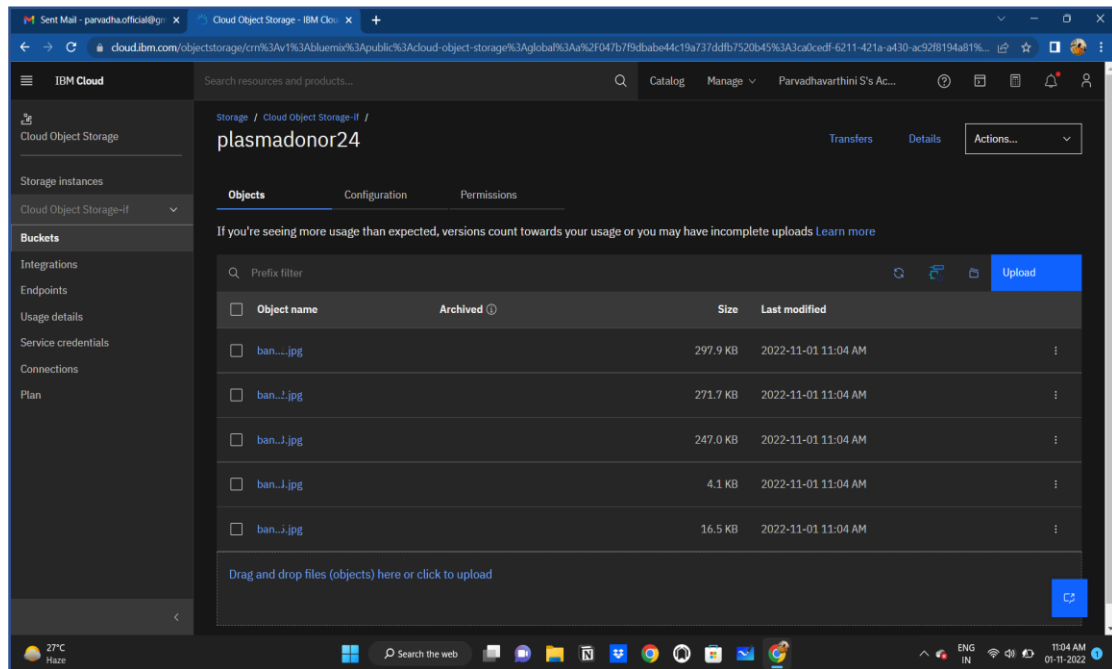 Sent Mail - parvadha.official@gm
Cloud Object Storage - IBM Clou
cloud.ibm.com/objectstorage/crn%3Av1%3Abluemix%3Apublic%3Acloud-object-storage%3Aglobal%3Aa%2F047b7f9dbabe44c19a737ddfb7520b45%3A3ca0cedf-6211-421a-a430-ac92f8194a81%...
IBM Cloud
Search resources and products...
Catalog
Manage
Parvadhavarthini S's Ac...
Cloud Object Storage
Storage instances
Cloud Object Storage-if
Buckets
Integrations
Endpoints
Usage details
Service credentials
Connections
Plan
Storage / Cloud Object Storage-if /
plasmadonor24
Transfers
Details
Actions...
Objects
Configuration
Permissions
If you're seeing more usage than expected, versions count towards your usage or you may have incomplete uploads Learn more
Prefix filter
Upload
Object name Archived Size Last modified
297.9 KB 2022-11-01 11:04 AM
271.7 KB 2022-11-01 11:04 AM
247.0 KB 2022-11-01 11:04 AM
4.1 KB 2022-11-01 11:04 AM
16.5 KB 2022-11-01 11:04 AM
Drag and drop files (objects) here or click to upload
27°C
Haze
Search the web
ENG
IN
11:04 AM
01-11-2022
1